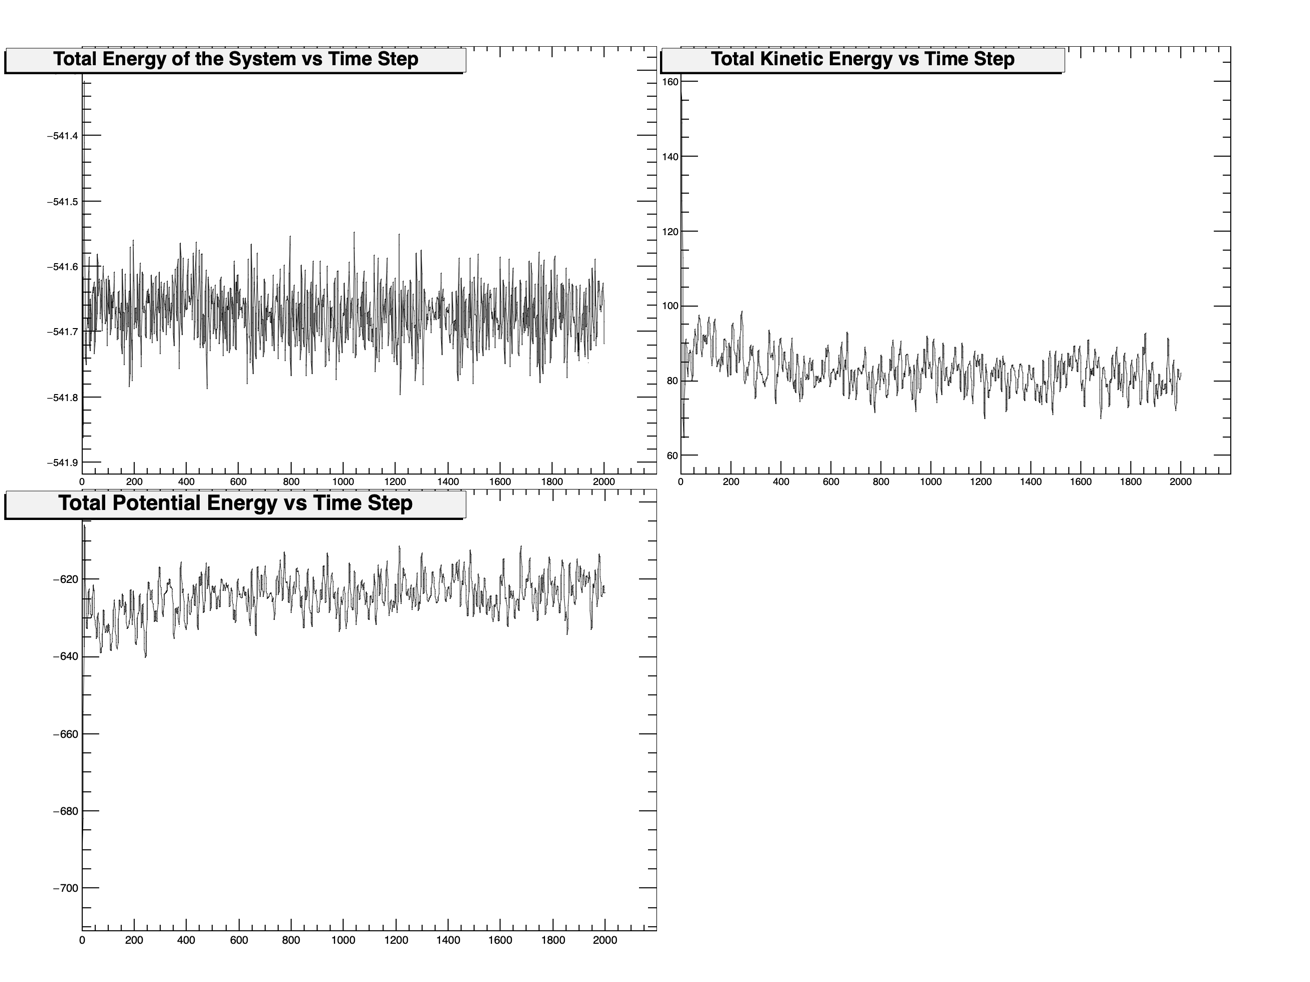 Total Energy of the System vs Time Step
−541.4
−541.5
−541.6
−541.7
−541.8
−541.9
0 200 400 600 800 1000 1200 1400 1600 1800 2000
Total Kinetic Energy vs Time Step
160
140
120
100
80
60
0 200 400 600 800 1000 1200 1400 1600 1800 2000
Total Potential Energy vs Time Step
−620
−640
−660
−680
−700
0 200 400 600 800 1000 1200 1400 1600 1800 2000